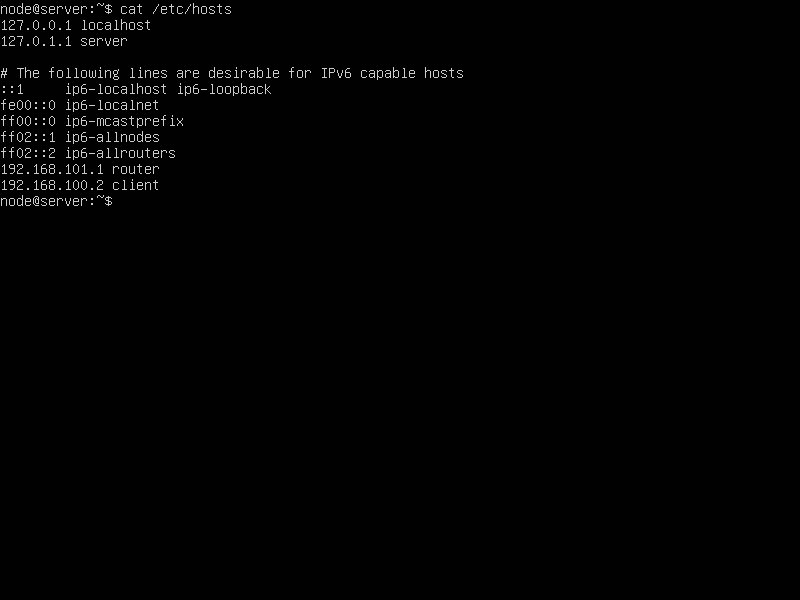 node@server:~$ cat /etc/hosts
127.0.0.1 localhost
127.0.1.1 server

# The following lines are desirable for IPv6 capable hosts
::1     ip6-localhost ip6-loopback
fe00::0 ip6-localnet
ff00::0 ip6-mcastprefix
ff02::1 ip6-allnodes
ff02::2 ip6-allrouters
192.168.101.1 router
192.168.100.2 client
node@server:~$